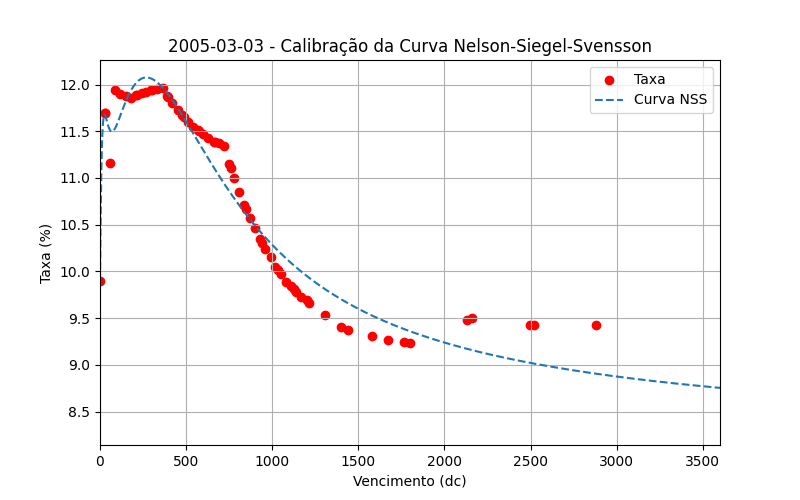 2005-03-03 - Calibração da Curva Nelson-Siegel-Svensson
Taxa
Curva NSS
Taxa (%)
12.0
11.5
11.0
10.5
10.0
9.5
9.0
8.5
0 500 1000 1500 2000 2500 3000 3500
Vencimento (dc)